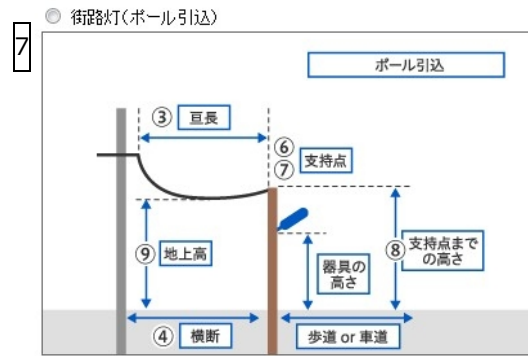 街路灯(ポール引込)
7
ポール引込
③ 亘長
⑥
⑦ 支持点
⑨ 地上高
器具の
高さ
⑧ 支持点まで
の高さ
④ 横断
歩道 or 車道